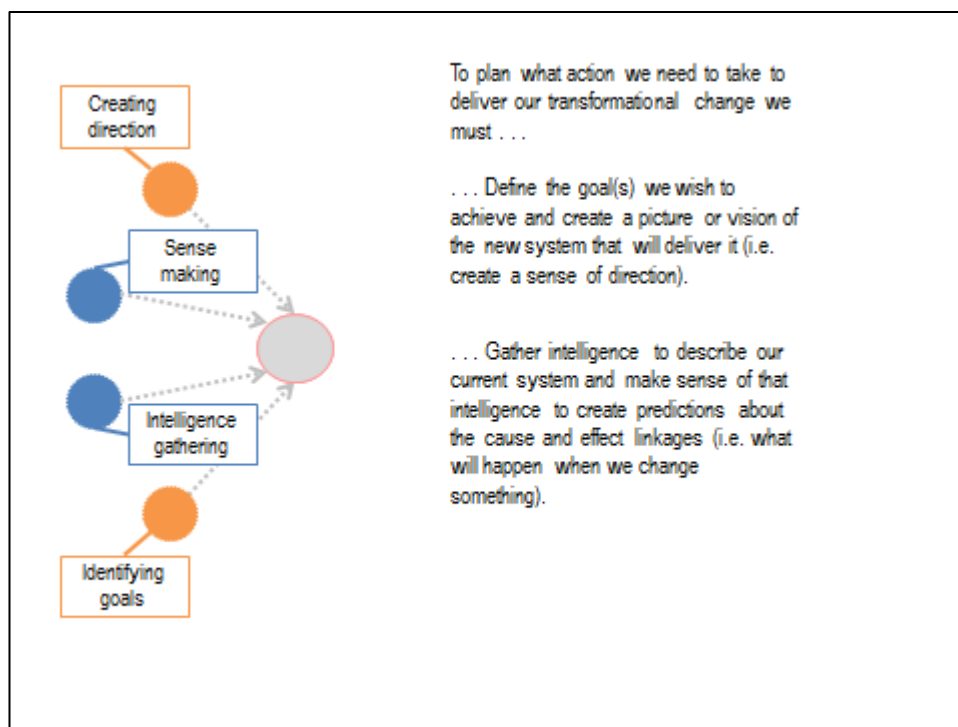 Creating
direction
Sense
making
Intelligence
gathering
Identifying
goals
To plan what action we need to take to
deliver our transformational change we
must . . .
. . . Define the goal(s) we wish to
achieve and create a picture or vision of
the new system that will deliver it (i.e.
create a sense of direction).
. . . Gather intelligence to describe our
current system and make sense of that
intelligence to create predictions about
the cause and effect linkages (i.e. what
will happen when we change
something).